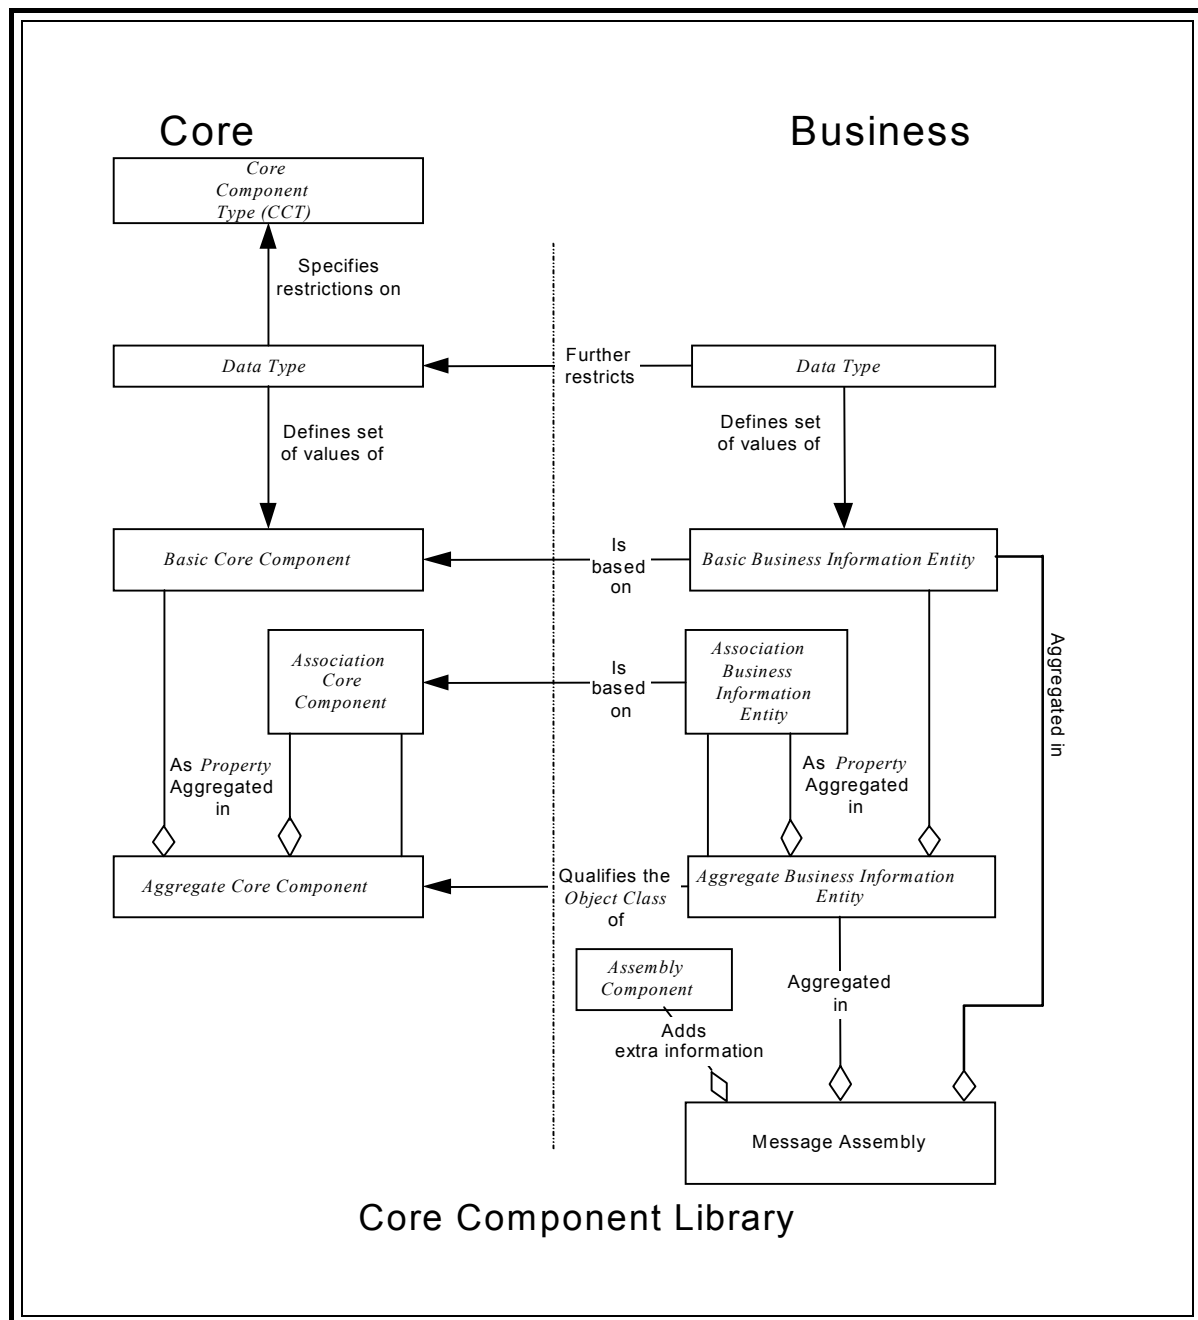 Core
Business
Core
Component
Type (CCT)
Specifies
restrictions on
Data Type
Further
restricts
Data Type
Defines set
of values of
Defines set
of values of
Basic Core Component
Is
based
on
Basic Business Information Entity
Association
Core
Component
Is
based
on
Association
Business
Information
Entity
Aggregated in
As Property
Aggregated
in
As Property
Aggregated
in
Aggregate Core Component
Qualifies the
Object Class
of
Aggregate Business Information
Entity
Assembly
Component
Aggregated
in
Adds
extra information
Message Assembly
Core Component Library